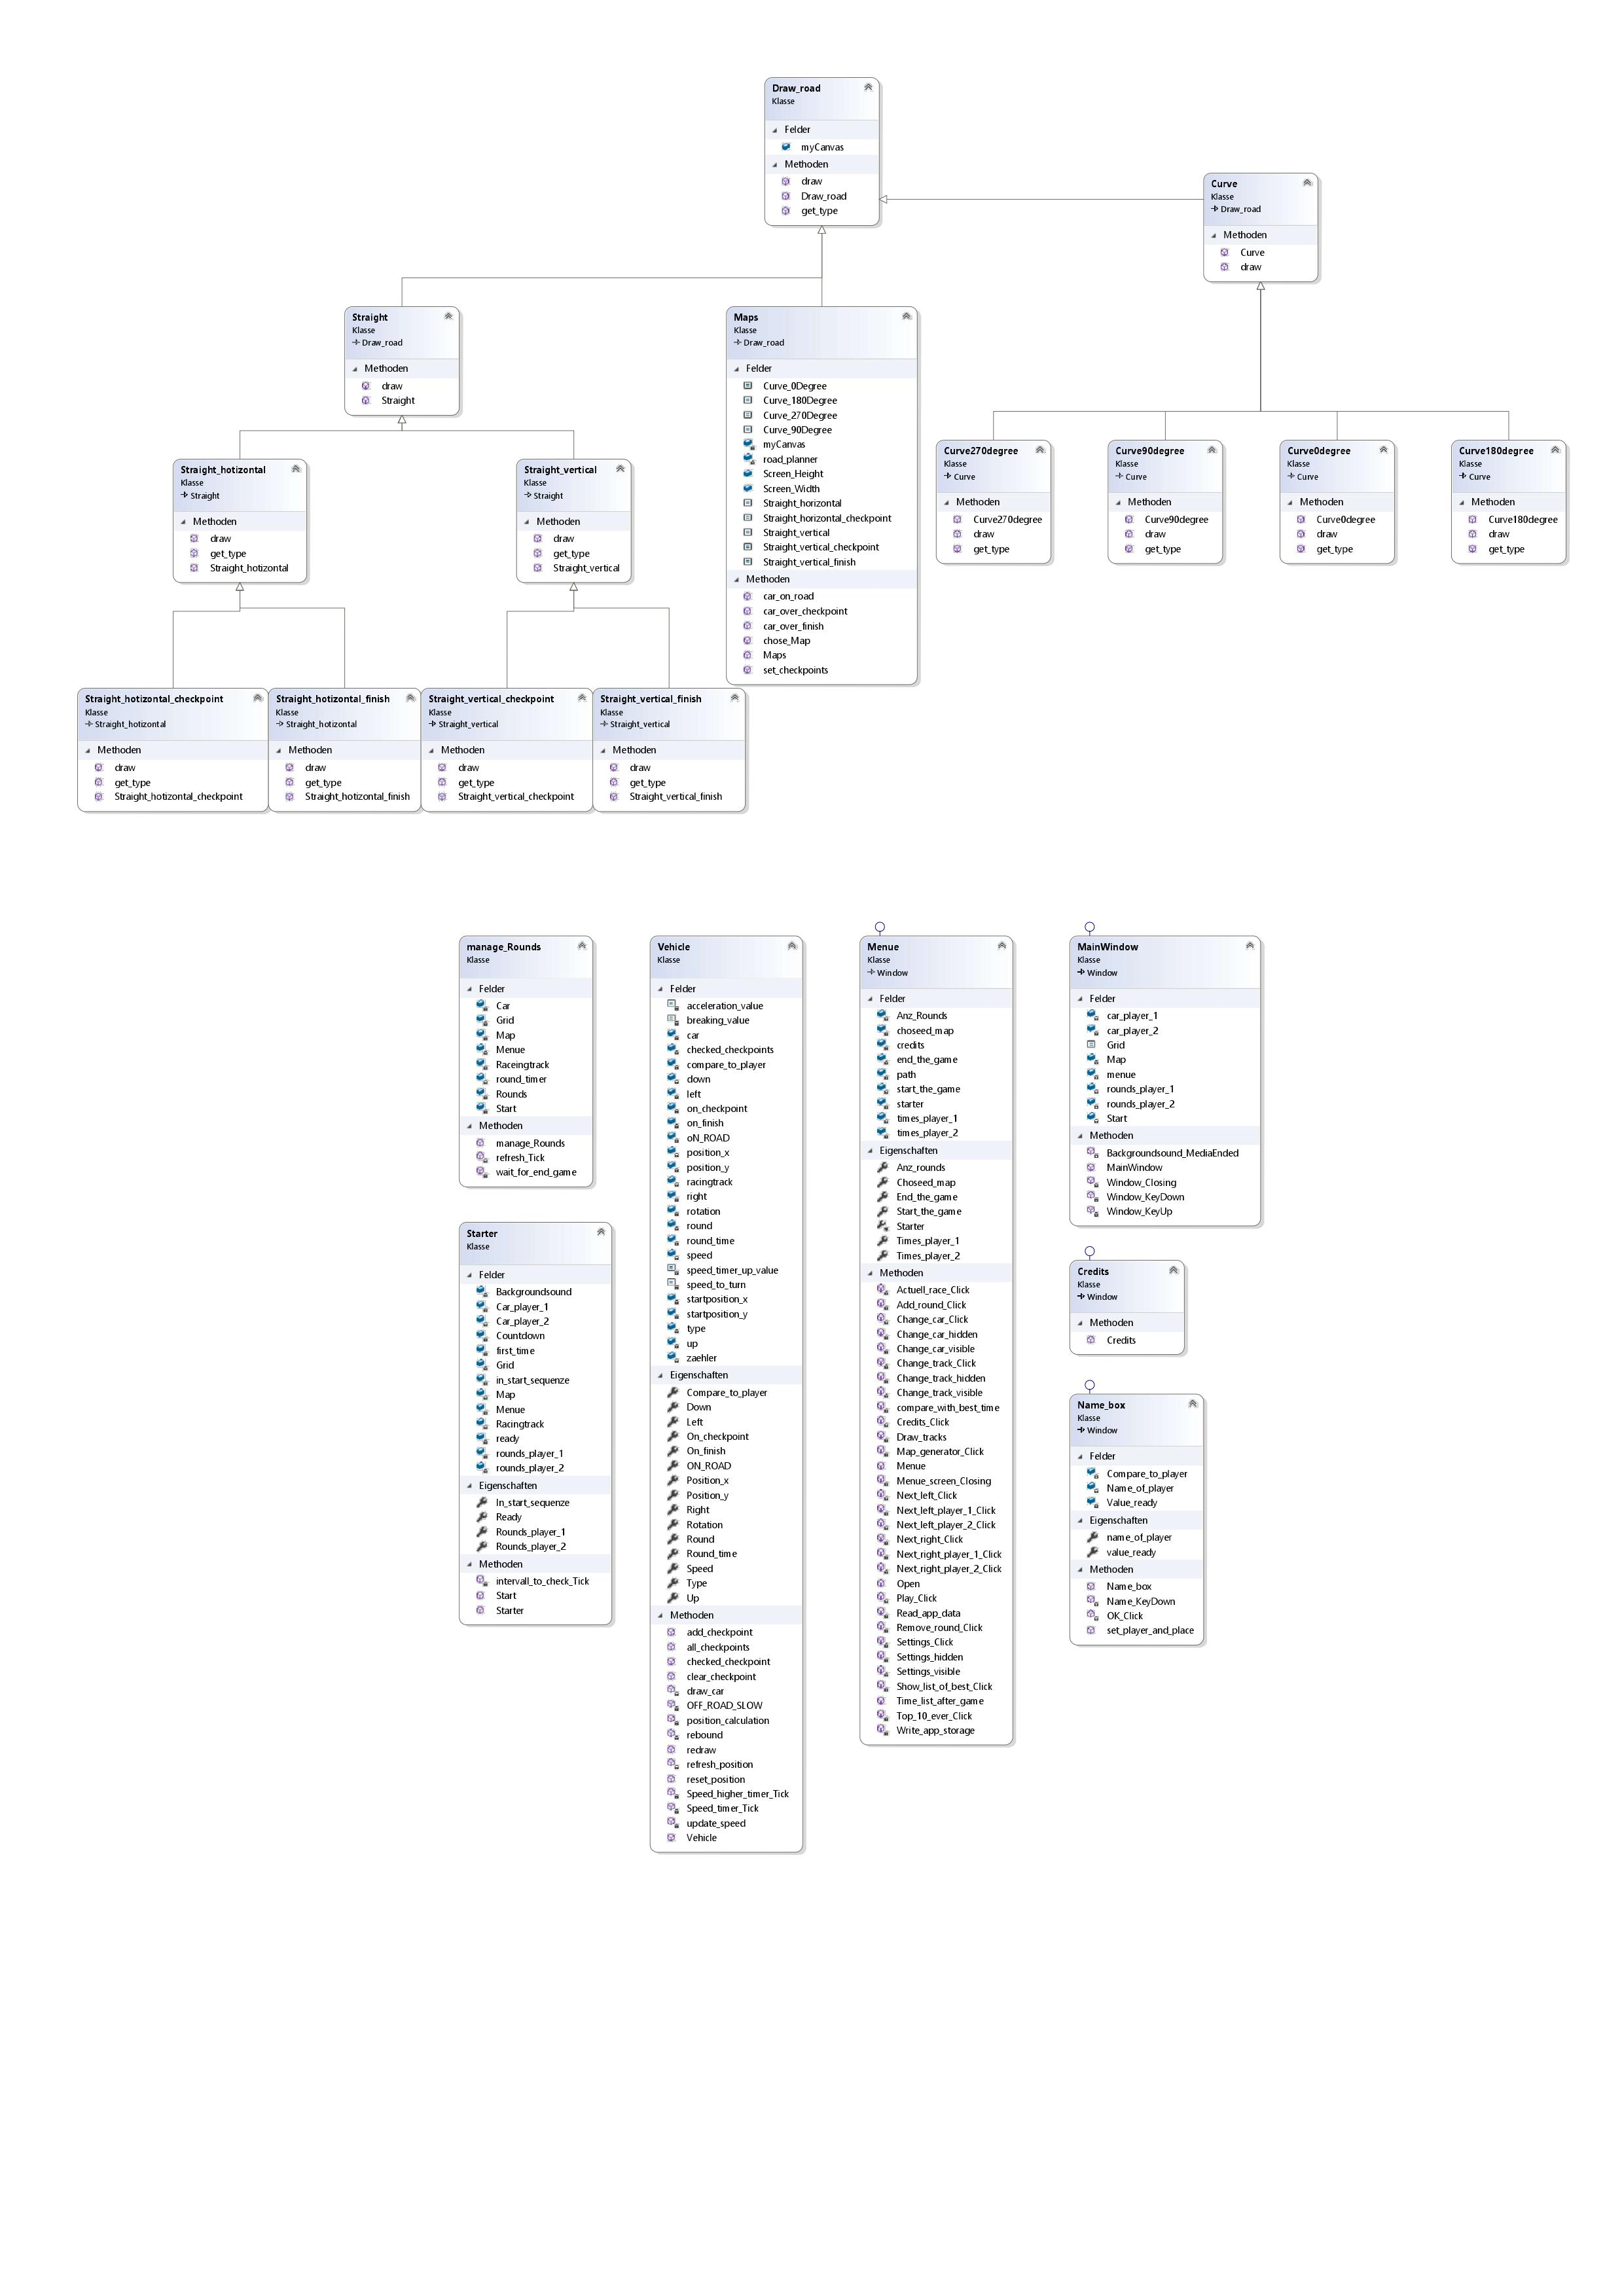 Draw_road
Klasse
Felder
myCanvas
Methoden
draw
Draw_road
get_type
Curve
Klasse
Draw_road
Methoden
Curve
draw
Straight
Klasse
Draw_road
Methoden
draw
Straight
Maps
Klasse
Draw_road
Felder
Curve_0Degree
Curve_180Degree
Curve_270Degree
Curve_90Degree
myCanvas
road_planner
Screen_Height
Screen_Width
Straight_horizontal
Straight_horizontal_checkpoint
Straight_vertical
Straight_vertical_checkpoint
Straight_vertical_finish
Methoden
car_on_road
car_over_checkpoint
car_over_finish
chose_Map
Maps
set_checkpoints
Curve270degree
Klasse
Curve
Methoden
Curve270degree
draw
get_type
Curve90degree
Klasse
Curve
Methoden
Curve90degree
draw
get_type
Curve0degree
Klasse
Curve
Methoden
Curve0degree
draw
get_type
Curve180degree
Klasse
Curve
Methoden
Curve180degree
draw
get_type
Straight_hotizontal
Klasse
Straight
Methoden
draw
get_type
Straight_hotizontal
Straight_vertical
Klasse
Straight
Methoden
draw
get_type
Straight_vertical
Straight_hotizontal_checkpoint
Klasse
Straight_hotizontal
Methoden
draw
get_type
Straight_hotizontal_checkpoint
Straight_hotizontal_finish
Klasse
Straight_hotizontal
Methoden
draw
get_type
Straight_hotizontal_finish
Straight_vertical_checkpoint
Klasse
Straight_vertical
Methoden
draw
get_type
Straight_vertical_checkpoint
Straight_vertical_finish
Klasse
Straight_vertical
Methoden
draw
get_type
Straight_vertical_finish
manage_Rounds
Klasse
Felder
Car
Grid
Map
Menue
Raceingtrack
round_timer
Rounds
Start
Methoden
manage_Rounds
refresh_Tick
wait_for_end_game
Starter
Klasse
Felder
Backgroundsound
Car_player_1
Car_player_2
Countdown
first_time
Grid
in_start_sequenze
Map
Menue
Racingtrack
ready
rounds_player_1
rounds_player_2
Eigenschaften
In_start_sequenze
Ready
Rounds_player_1
Rounds_player_2
Methoden
intervall_to_check_Tick
Start
Starter
Vehicle
Klasse
Felder
acceleration_value
breaking_value
car
checked_checkpoints
compare_to_player
down
left
on_checkpoint
on_finish
oN_ROAD
position_x
position_y
racingtrack
right
rotation
round
round_time
speed
speed_timer_up_value
speed_to_turn
startposition_x
startposition_y
type
up
zaehler
Eigenschaften
Compare_to_player
Down
Left
On_checkpoint
On_finish
ON_ROAD
Position_x
Position_y
Right
Rotation
Round
Round_time
Speed
Type
Up
Methoden
add_checkpoint
all_checkpoints
checked_checkpoint
clear_checkpoint
draw_car
OFF_ROAD_SLOW
position_calculation
rebound
redraw
refresh_position
reset_position
Speed_higher_timer_Tick
Speed_timer_Tick
update_speed
Vehicle
Menue
Klasse
Window
Felder
Anz_Rounds
choseed_map
credits
end_the_game
path
start_the_game
starter
times_player_1
times_player_2
Eigenschaften
Anz_rounds
Choseed_map
End_the_game
Start_the_game
Starter
Times_player_1
Times_player_2
Methoden
Actuell_race_Click
Add_round_Click
Change_car_Click
Change_car_hidden
Change_car_visible
Change_track_Click
Change_track_hidden
Change_track_visible
compare_with_best_time
Credits_Click
Draw_tracks
Map_generator_Click
Menue
Menue_screen_Closing
Next_left_Click
Next_left_player_1_Click
Next_left_player_2_Click
Next_right_Click
Next_right_player_1_Click
Next_right_player_2_Click
Open
Play_Click
Read_app_data
Remove_round_Click
Settings_Click
Settings_hidden
Settings_visible
Show_list_of_best_Click
Time_list_after_game
Top_10_ever_Click
Write_app_storage
MainWindow
Klasse
Window
Felder
car_player_1
car_player_2
Grid
Map
menue
rounds_player_1
rounds_player_2
Start
Methoden
Backgroundsound_MediaEnded
MainWindow
Window_Closing
Window_KeyDown
Window_KeyUp
Credits
Klasse
Window
Methoden
Credits
Name_box
Klasse
Window
Felder
Compare_to_player
Name_of_player
Value_ready
Eigenschaften
name_of_player
value_ready
Methoden
Name_box
Name_KeyDown
OK_Click
set_player_and_place